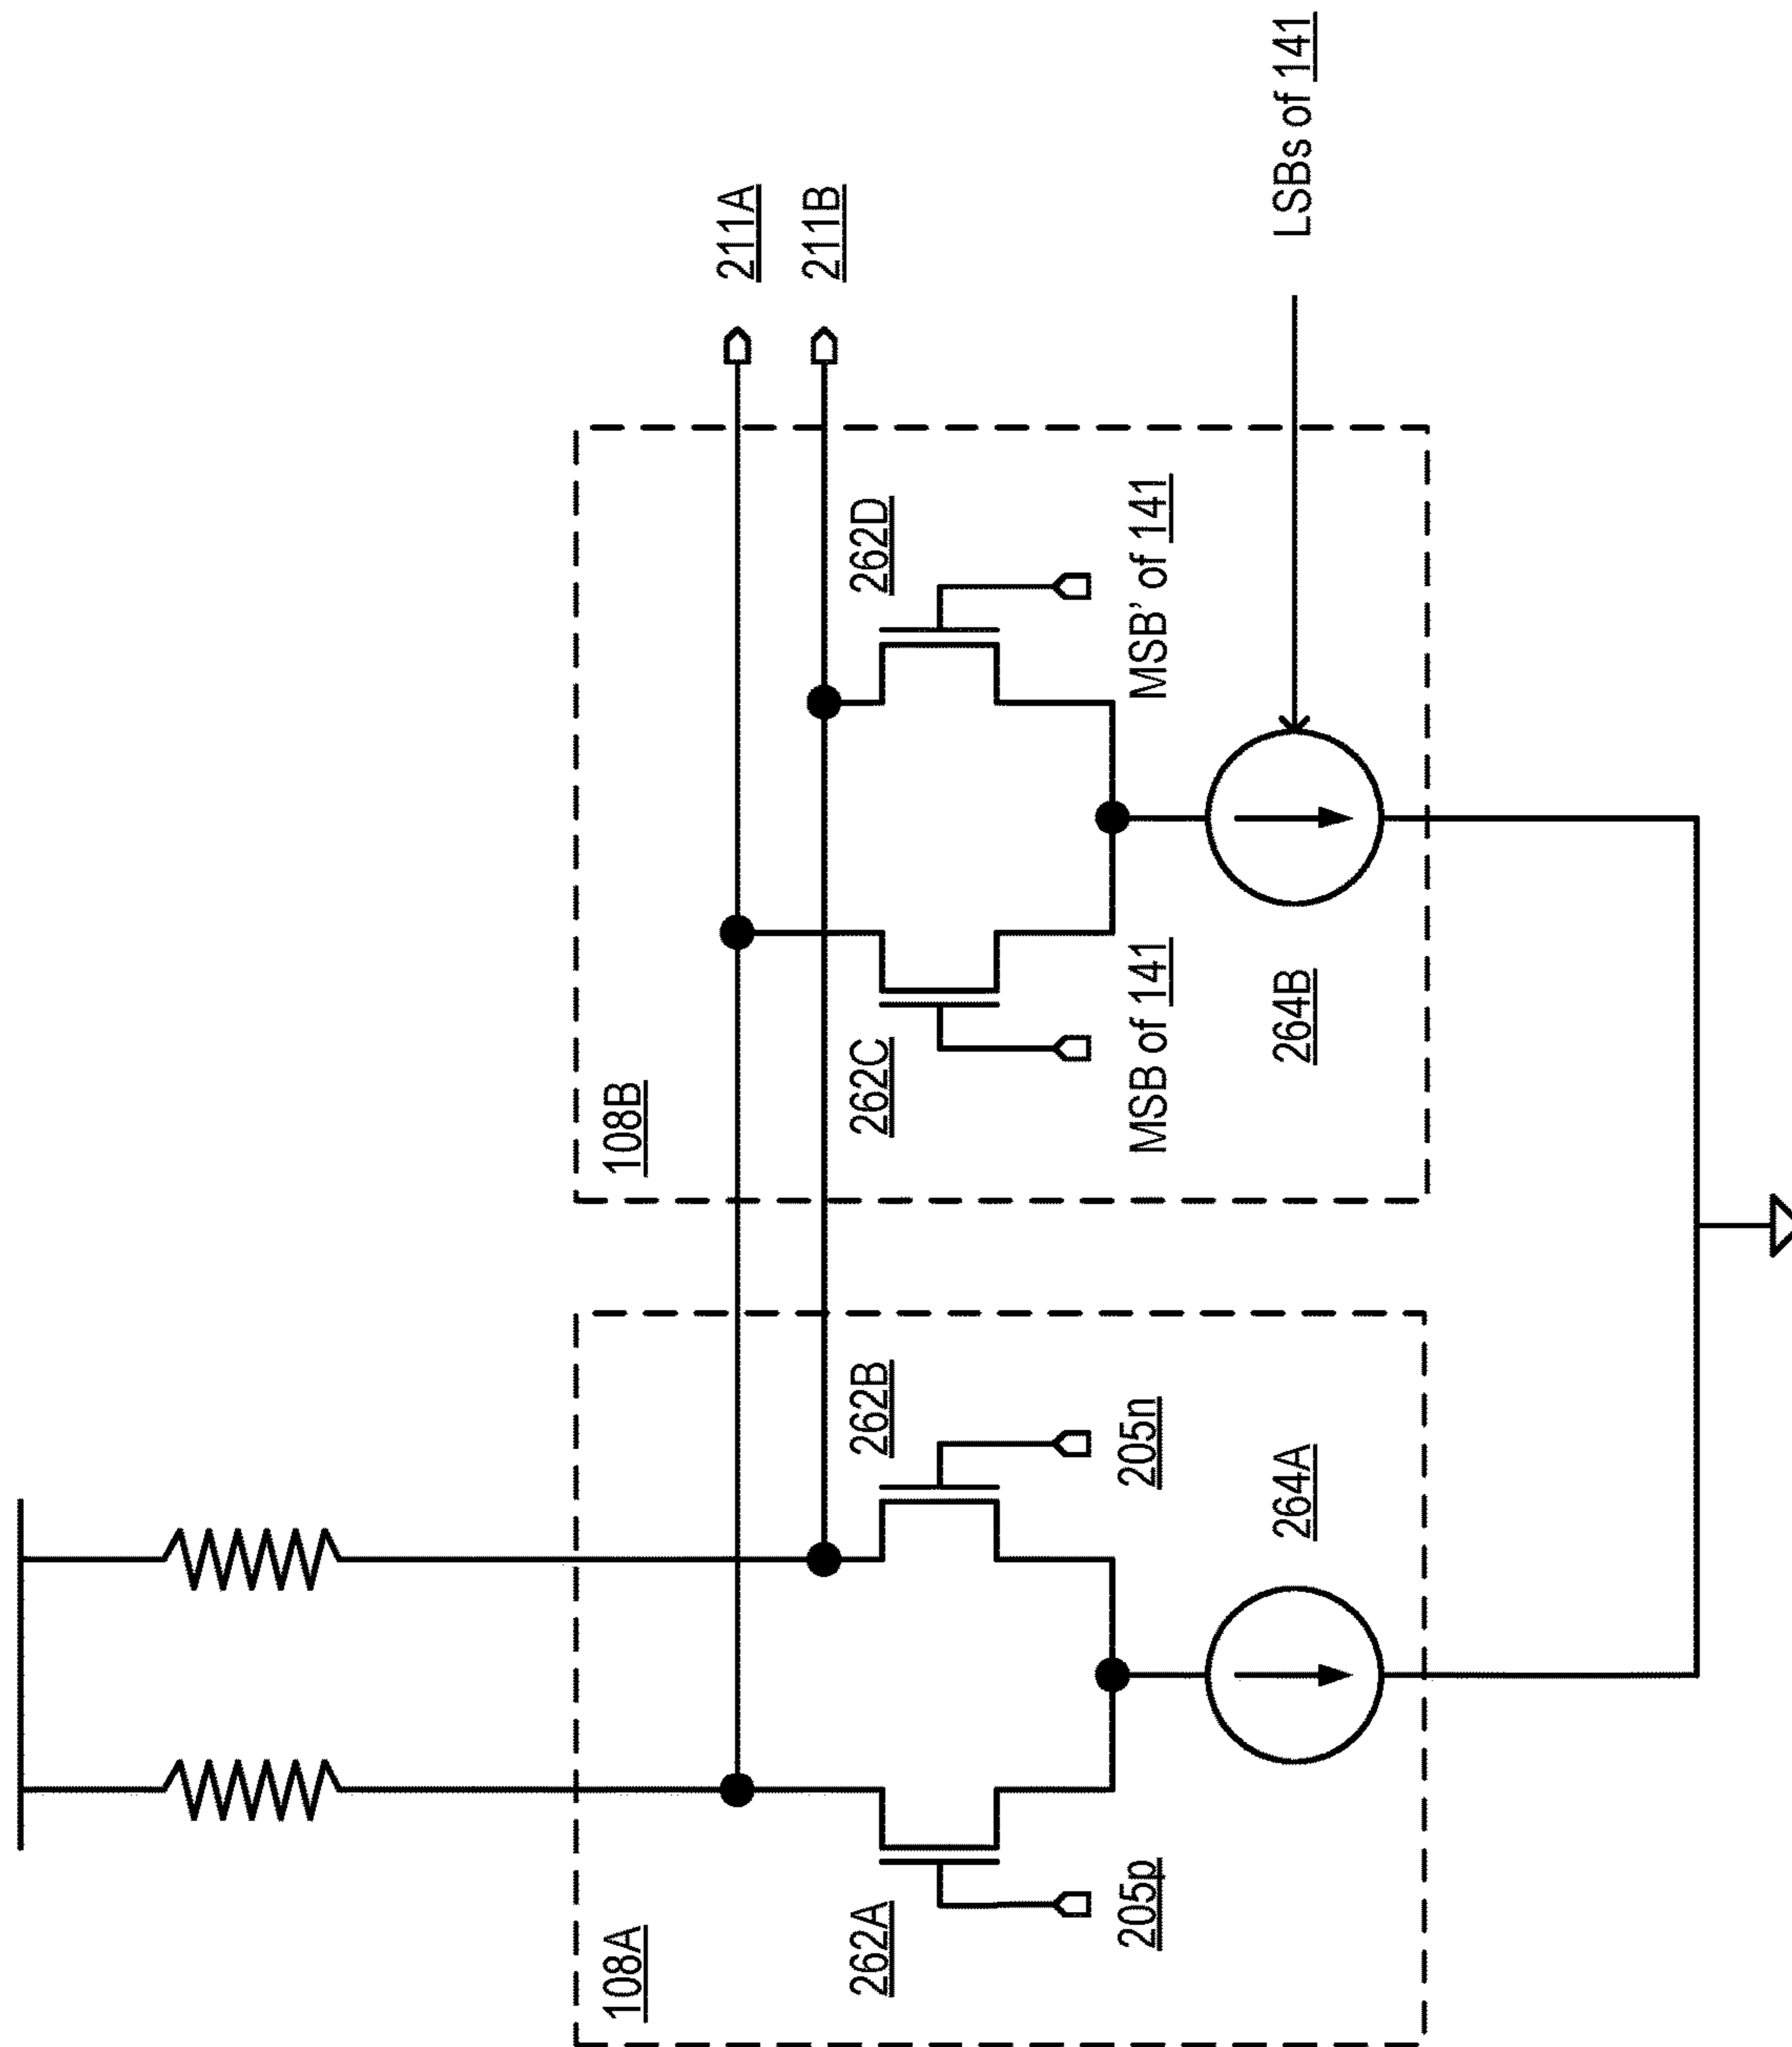 211A
211B
108A
108B
262A
262B
262C
262D
205p
205n
MSB of 141
MSB' of 141
264A
264B
LSBs of 141